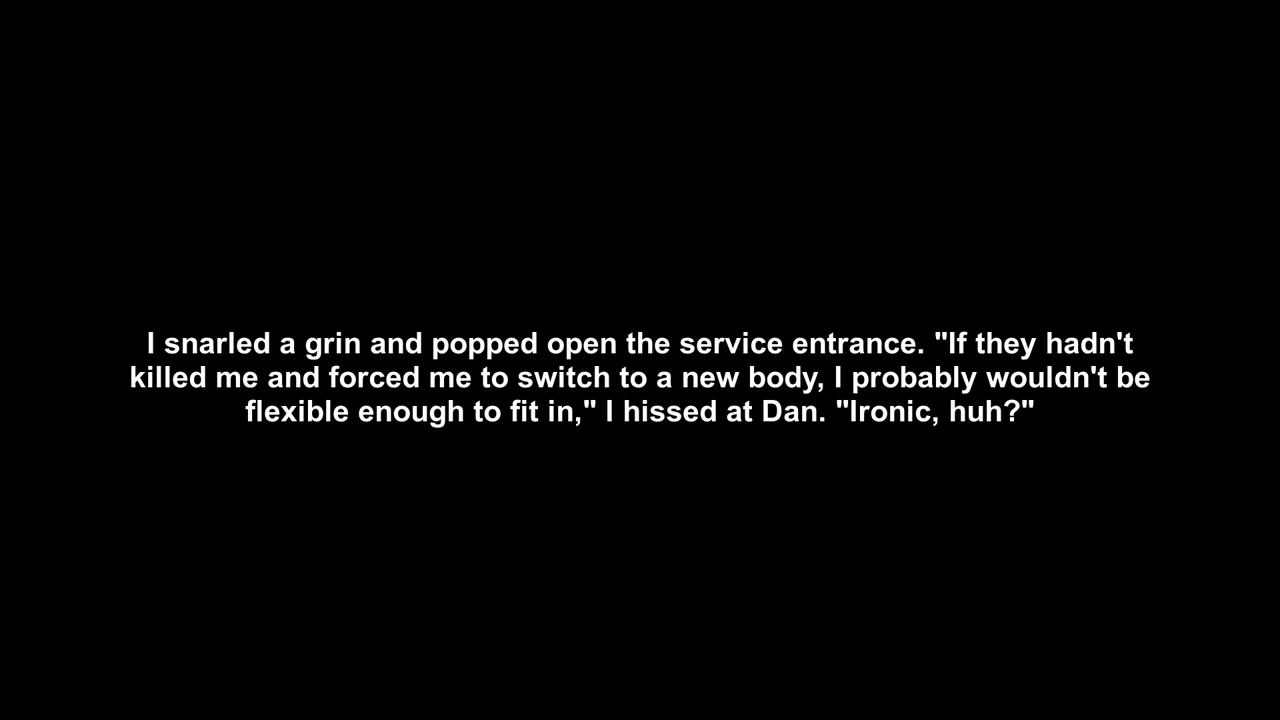 I snarled a grin and popped open the service entrance. "If they hadn't
killed me and forced me to switch to a new body, I probably wouldn't be
flexible enough to fit in," I hissed at Dan. "Ironic, huh?"